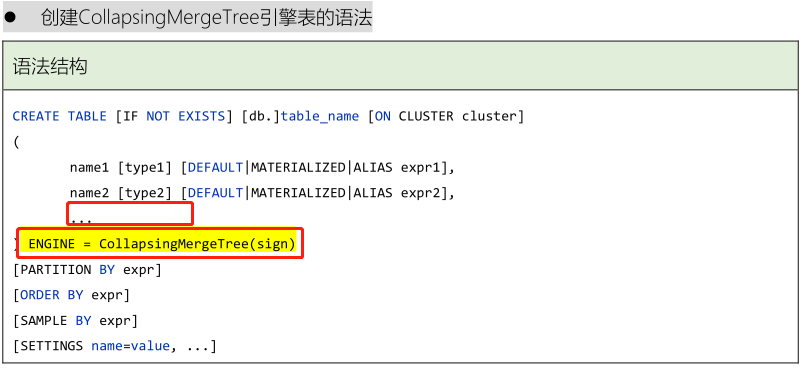 ● 创建CollapsingMergeTree引擎表的语法
语法结构
CREATE TABLE [IF NOT EXISTS] [db.]table_name [ON CLUSTER cluster]
(
name1 [type1] [DEFAULT|MATERIALIZED|ALIAS expr1],
name2 [type2] [DEFAULT|MATERIALIZED|ALIAS expr2],
...
) ENGINE = CollapsingMergeTree(sign)
[PARTITION BY expr]
[ORDER BY expr]
[SAMPLE BY expr]
[SETTINGS name=value, ...]